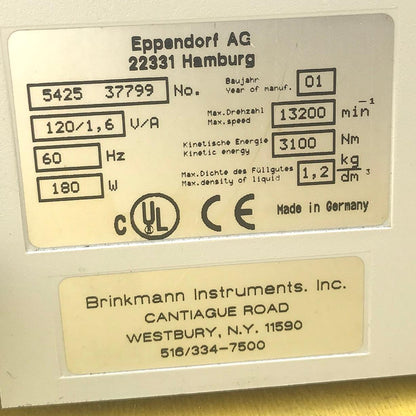 Eppendorf AG
22331 Hamburg
5425 37799 No.
Baujahr
Year of manuf. 01
120/1,6 V/A
Max.Drehzahl
Max.speed 13200 min⁻¹
60 Hz
Kinetische Energie
Kinetic energy 3100 Nm
180 W
Max.Dichte des Füllgutes
Max.density of liquid 1,2 kg/dm³
c UL CE Made in Germany
Brinkmann Instruments. Inc.
CANTIAGUE ROAD
WESTBURY, N.Y. 11590
516/334-7500